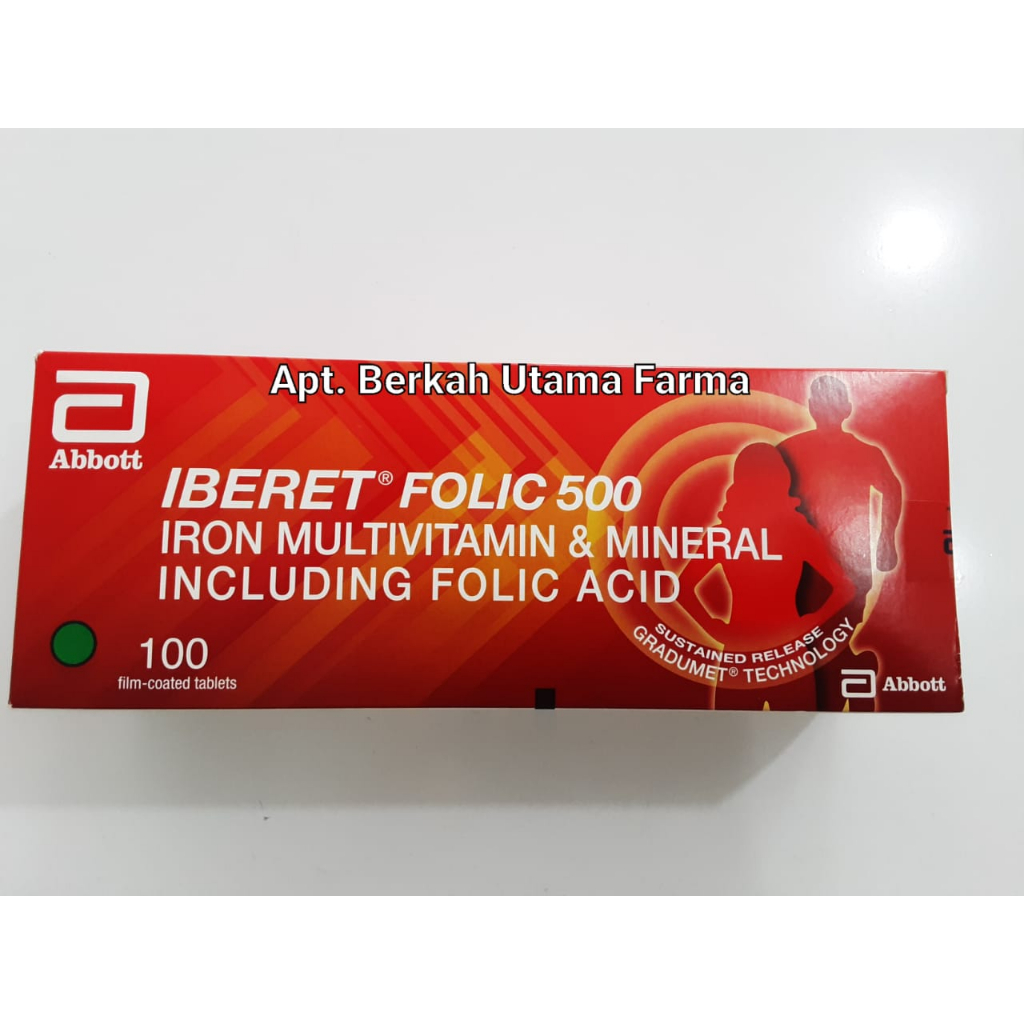 Apt. Berkah Utama Farma
Abbott
IBERET® FOLIC 500
IRON MULTIVITAMIN & MINERAL
INCLUDING FOLIC ACID
100
film-coated tablets
SUSTAINED RELEASE
GRADUMET® TECHNOLOGY
Abbott